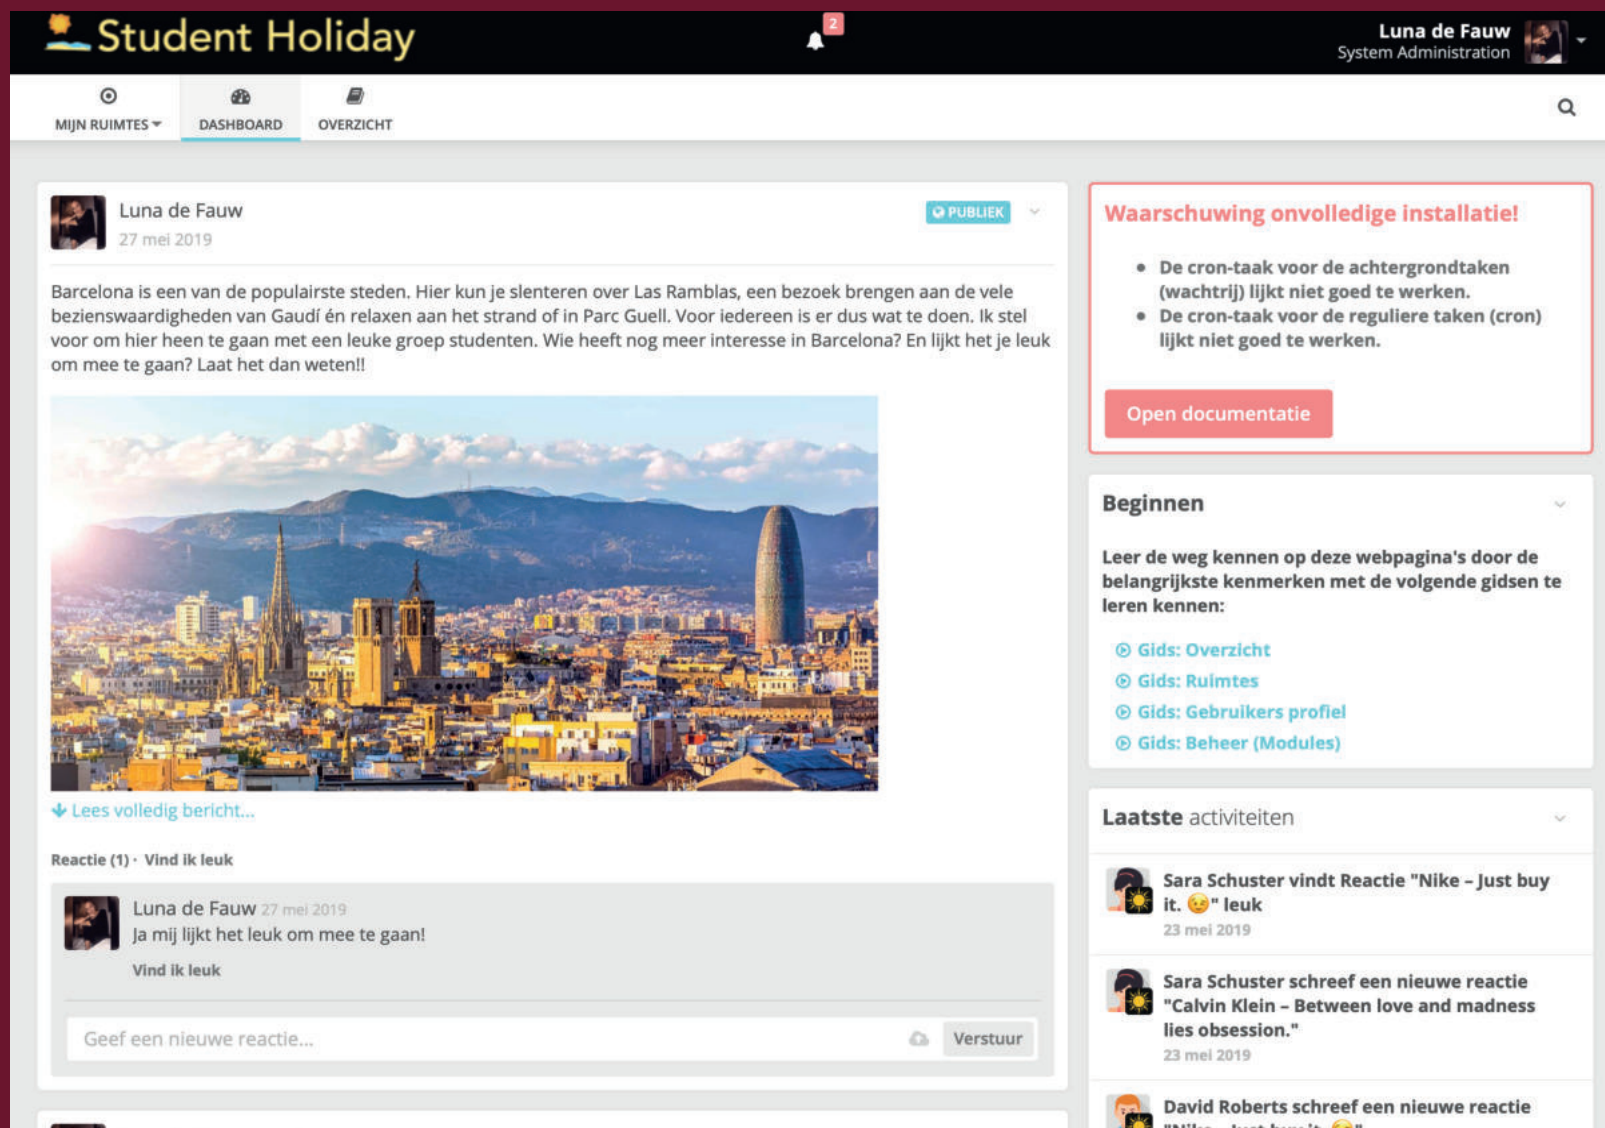 Student Holiday
2
Luna de Fauw
System Administration
MIJN RUIMTES
DASHBOARD
OVERZICHT
Luna de Fauw
27 mei 2019
PUBLIEK
Barcelona is een van de populairste steden. Hier kun je slenteren over Las Ramblas, een bezoek brengen aan de vele
bezienswaardigheden van Gaudí én relaxen aan het strand of in Parc Guell. Voor iedereen is er dus wat te doen. Ik stel
voor om hier heen te gaan met een leuke groep studenten. Wie heeft nog meer interesse in Barcelona? En lijkt het je leuk
om mee te gaan? Laat het dan weten!!
Lees volledig bericht...
Reactie (1) · Vind ik leuk
Luna de Fauw 27 mei 2019
Ja mij lijkt het leuk om mee te gaan!
Vind ik leuk
Geef een nieuwe reactie...
Verstuur
Waarschuwing onvolledige installatie!
• De cron-taak voor de achtergrondtaken
(wachtrij) lijkt niet goed te werken.
• De cron-taak voor de reguliere taken (cron)
lijkt niet goed te werken.
Open documentatie
Beginnen
Leer de weg kennen op deze webpagina's door de
belangrijkste kenmerken met de volgende gidsen te
leren kennen:
Gids: Overzicht
Gids: Ruimtes
Gids: Gebruikers profiel
Gids: Beheer (Modules)
Laatste activiteiten
Sara Schuster vindt Reactie "Nike – Just buy
it. 😉" leuk
23 mei 2019
Sara Schuster schreef een nieuwe reactie
"Calvin Klein – Between love and madness
lies obsession."
23 mei 2019
David Roberts schreef een nieuwe reactie
"Nike – Just buy it. 😉"